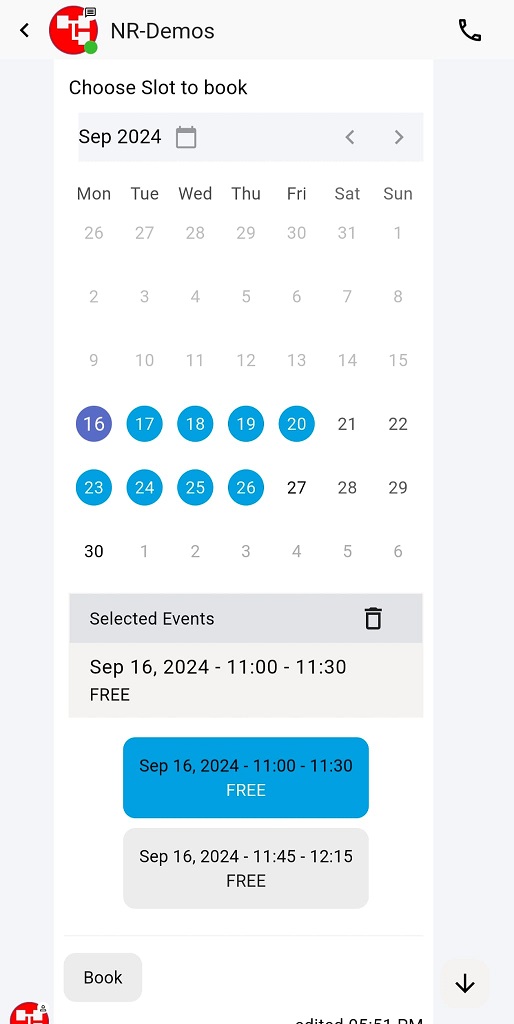 NR-Demos
Choose Slot to book
Sep 2024
Mon Tue Wed Thu Fri Sat Sun
26 27 28 29 30 31 1
2 3 4 5 6 7 8
9 10 11 12 13 14 15
16 17 18 19 20 21 22
23 24 25 26 27 28 29
30 1 2 3 4 5 6
Selected Events
Sep 16, 2024 - 11:00 - 11:30
FREE
Sep 16, 2024 - 11:00 - 11:30
FREE
Sep 16, 2024 - 11:45 - 12:15
FREE
Book
edited 05:51 PM